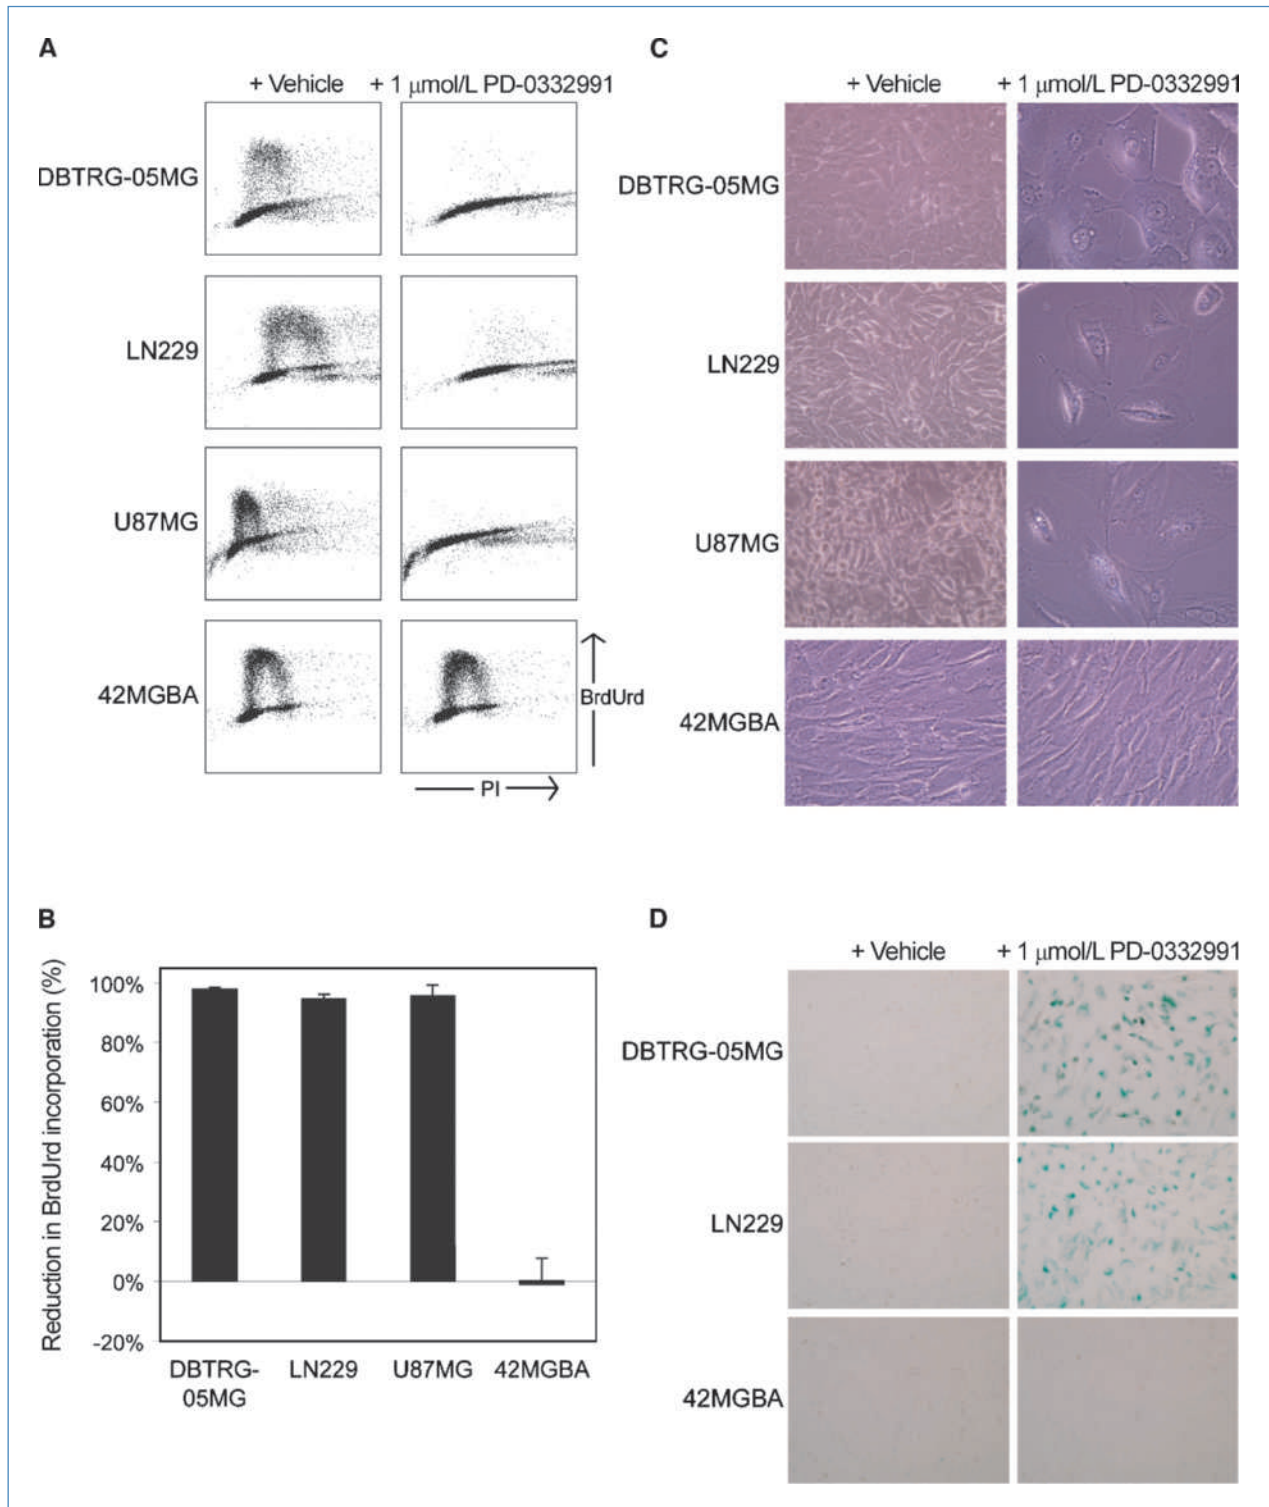 A
+ Vehicle + 1 µmol/L PD-0332991
DBTRG-05MG
LN229
U87MG
42MGBA
BrdUrd
PI
B
Reduction in BrdUrd incorporation (%)
100%
80%
60%
40%
20%
0%
-20%
DBTRG-
05MG
LN229
U87MG
42MGBA
C
+ Vehicle + 1 µmol/L PD-0332991
DBTRG-05MG
LN229
U87MG
42MGBA
D
+ Vehicle + 1 µmol/L PD-0332991
DBTRG-05MG
LN229
42MGBA